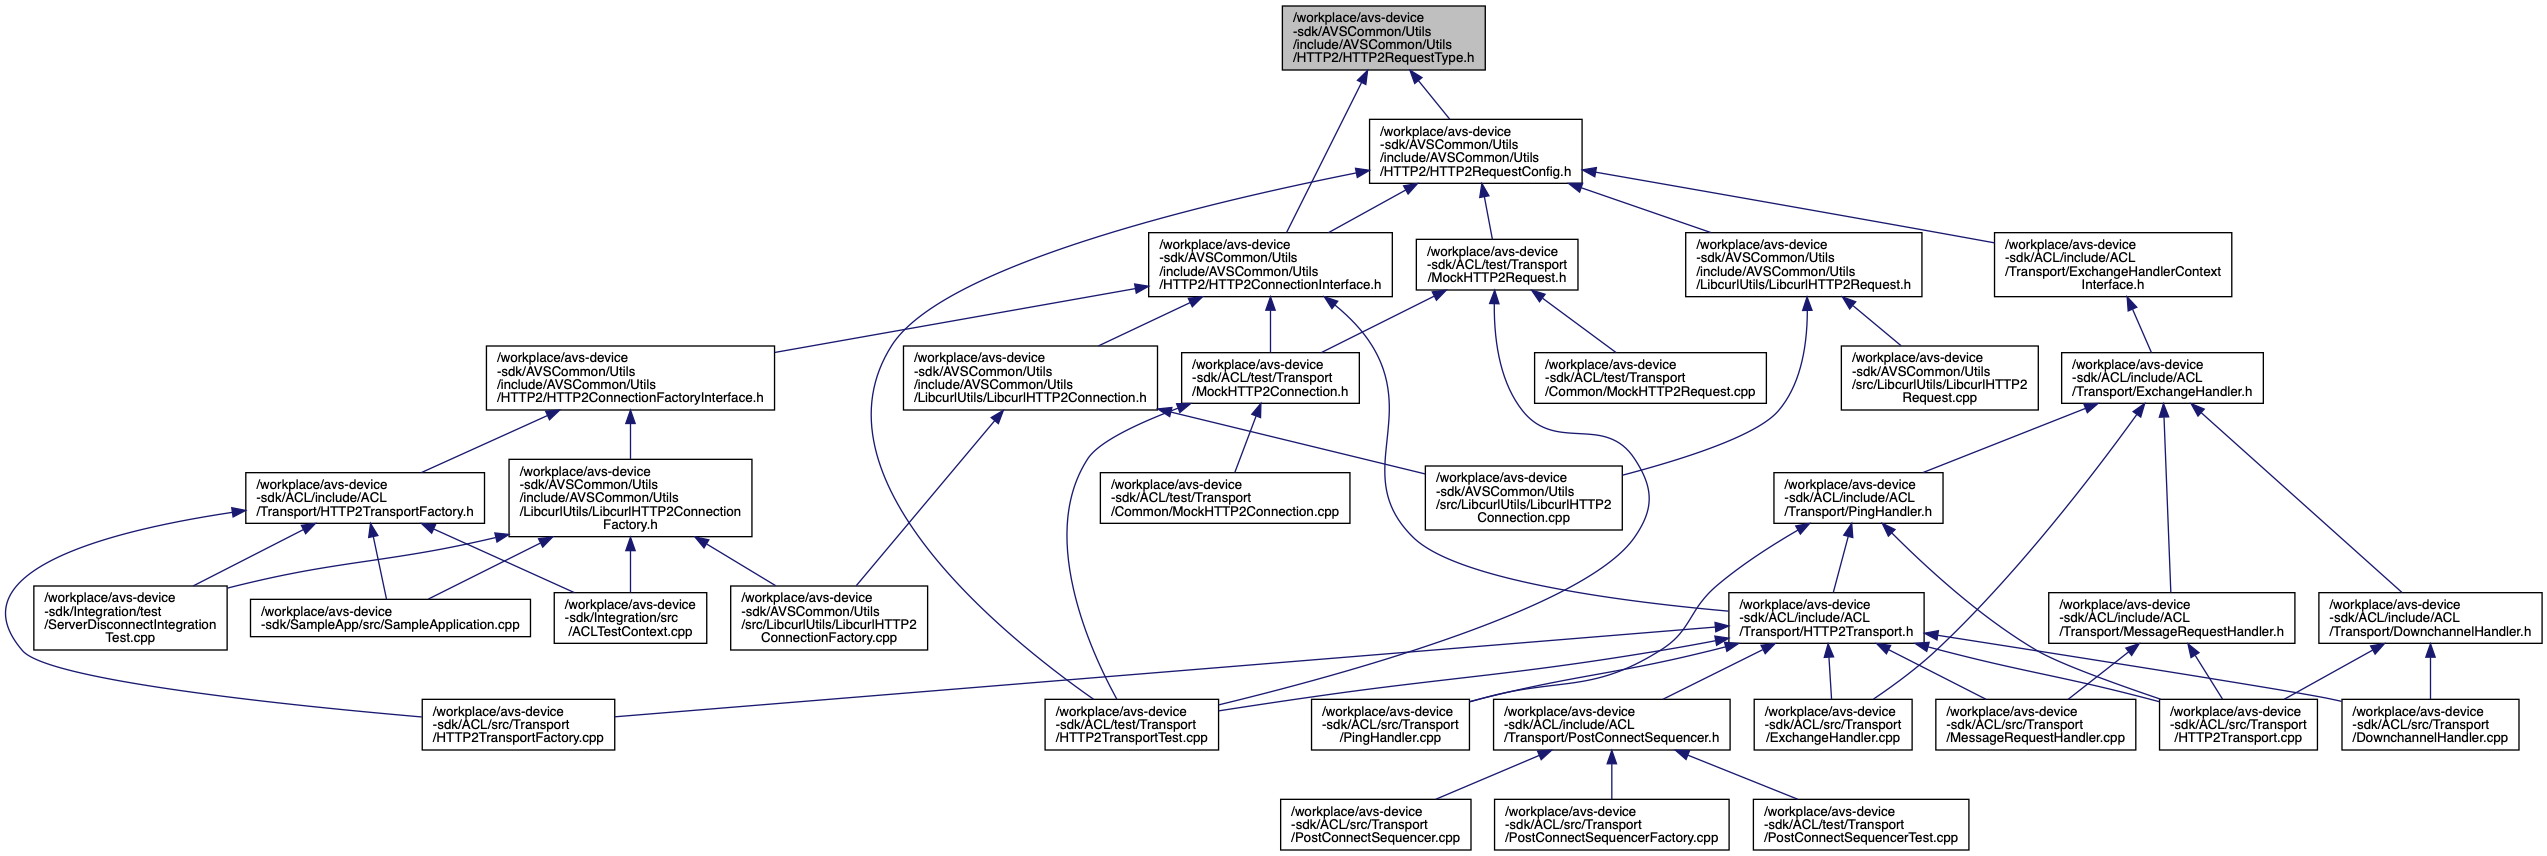 /workplace/avs-device
-sdk/AVSCommon/Utils
/include/AVSCommon/Utils
/HTTP2/HTTP2RequestType.h
/workplace/avs-device
-sdk/AVSCommon/Utils
/include/AVSCommon/Utils
/HTTP2/HTTP2RequestConfig.h
/workplace/avs-device
-sdk/AVSCommon/Utils
/include/AVSCommon/Utils
/HTTP2/HTTP2ConnectionInterface.h
/workplace/avs-device
-sdk/ACL/test/Transport
/MockHTTP2Request.h
/workplace/avs-device
-sdk/AVSCommon/Utils
/include/AVSCommon/Utils
/LibcurlUtils/LibcurlHTTP2Request.h
/workplace/avs-device
-sdk/ACL/include/ACL
/Transport/ExchangeHandlerContext
Interface.h
/workplace/avs-device
-sdk/AVSCommon/Utils
/include/AVSCommon/Utils
/HTTP2/HTTP2ConnectionFactoryInterface.h
/workplace/avs-device
-sdk/AVSCommon/Utils
/include/AVSCommon/Utils
/LibcurlUtils/LibcurlHTTP2Connection.h
/workplace/avs-device
-sdk/ACL/test/Transport
/MockHTTP2Connection.h
/workplace/avs-device
-sdk/ACL/test/Transport
/Common/MockHTTP2Request.cpp
/workplace/avs-device
-sdk/AVSCommon/Utils
/src/LibcurlUtils/LibcurlHTTP2
Request.cpp
/workplace/avs-device
-sdk/ACL/include/ACL
/Transport/ExchangeHandler.h
/workplace/avs-device
-sdk/ACL/include/ACL
/Transport/HTTP2TransportFactory.h
/workplace/avs-device
-sdk/AVSCommon/Utils
/include/AVSCommon/Utils
/LibcurlUtils/LibcurlHTTP2Connection
Factory.h
/workplace/avs-device
-sdk/ACL/test/Transport
/Common/MockHTTP2Connection.cpp
/workplace/avs-device
-sdk/AVSCommon/Utils
/src/LibcurlUtils/LibcurlHTTP2
Connection.cpp
/workplace/avs-device
-sdk/ACL/include/ACL
/Transport/PingHandler.h
/workplace/avs-device
-sdk/Integration/test
/ServerDisconnectIntegration
Test.cpp
/workplace/avs-device
-sdk/SampleApp/src/SampleApplication.cpp
/workplace/avs-device
-sdk/Integration/src
/ACLTestContext.cpp
/workplace/avs-device
-sdk/AVSCommon/Utils
/src/LibcurlUtils/LibcurlHTTP2
ConnectionFactory.cpp
/workplace/avs-device
-sdk/ACL/include/ACL
/Transport/HTTP2Transport.h
/workplace/avs-device
-sdk/ACL/include/ACL
/Transport/MessageRequestHandler.h
/workplace/avs-device
-sdk/ACL/include/ACL
/Transport/DownchannelHandler.h
/workplace/avs-device
-sdk/ACL/src/Transport
/HTTP2TransportFactory.cpp
/workplace/avs-device
-sdk/ACL/test/Transport
/HTTP2TransportTest.cpp
/workplace/avs-device
-sdk/ACL/src/Transport
/PingHandler.cpp
/workplace/avs-device
-sdk/ACL/include/ACL
/Transport/PostConnectSequencer.h
/workplace/avs-device
-sdk/ACL/src/Transport
/ExchangeHandler.cpp
/workplace/avs-device
-sdk/ACL/src/Transport
/MessageRequestHandler.cpp
/workplace/avs-device
-sdk/ACL/src/Transport
/HTTP2Transport.cpp
/workplace/avs-device
-sdk/ACL/src/Transport
/DownchannelHandler.cpp
/workplace/avs-device
-sdk/ACL/src/Transport
/PostConnectSequencer.cpp
/workplace/avs-device
-sdk/ACL/src/Transport
/PostConnectSequencerFactory.cpp
/workplace/avs-device
-sdk/ACL/test/Transport
/PostConnectSequencerTest.cpp